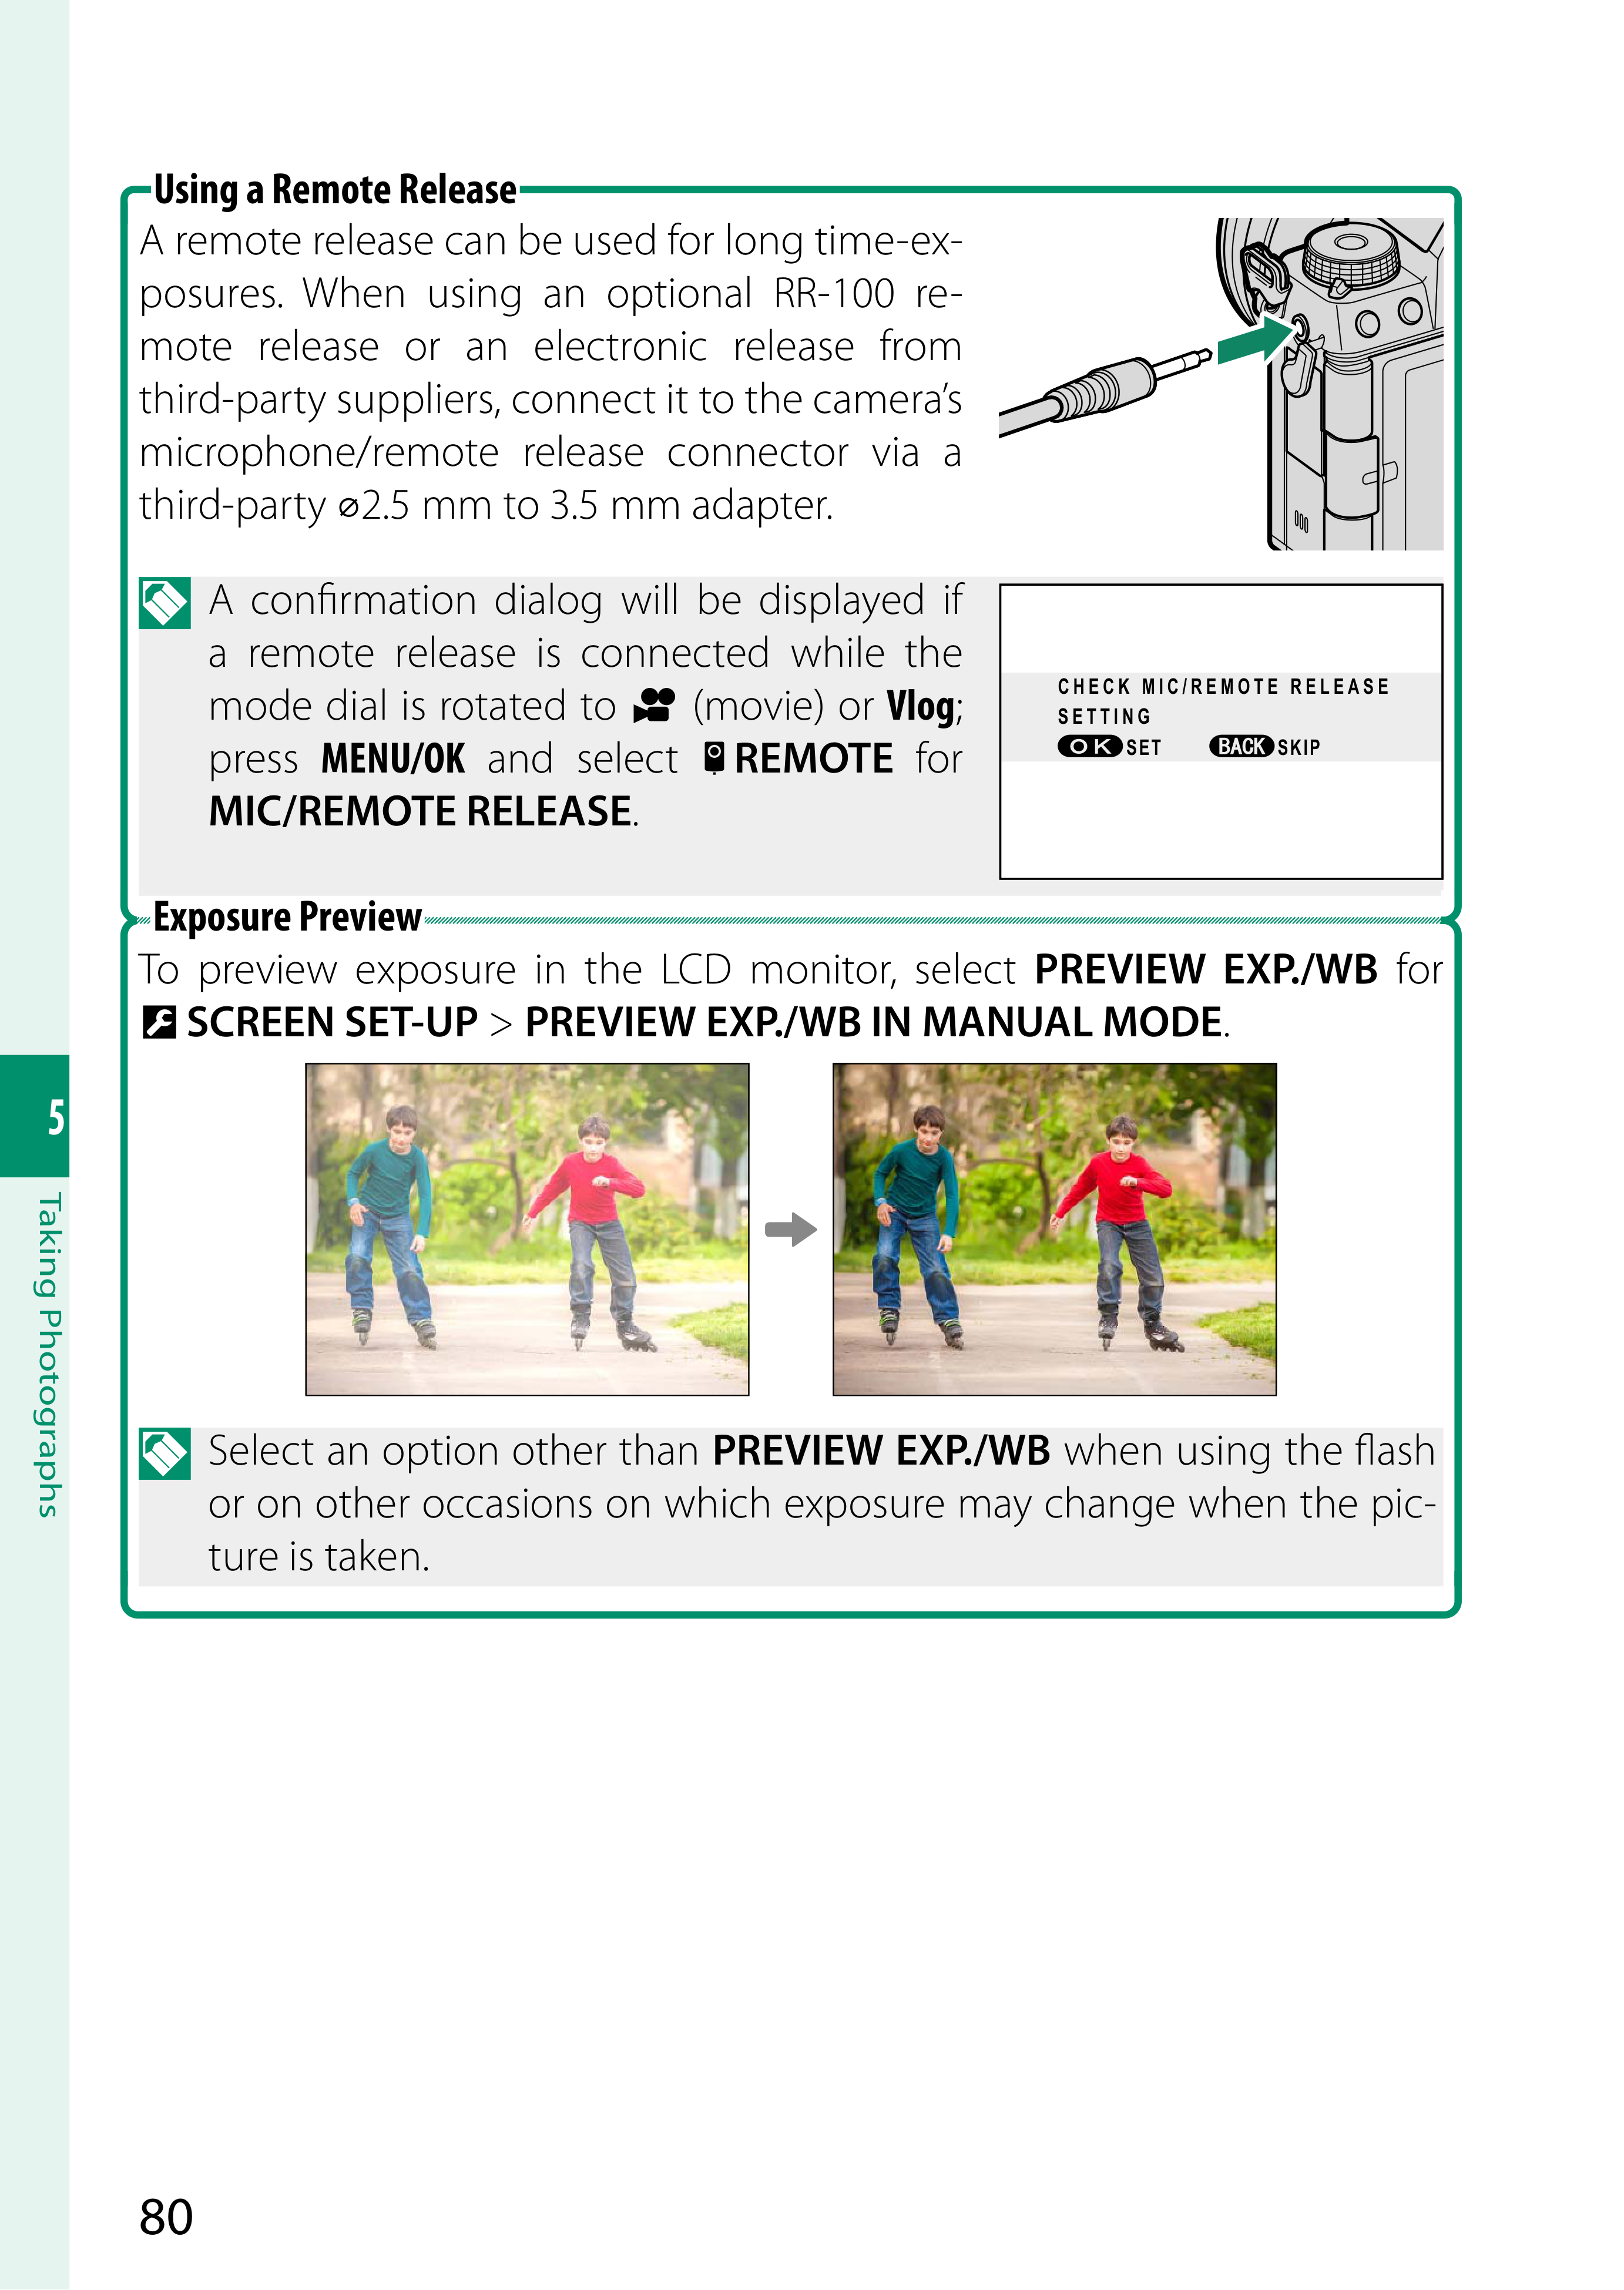 Using a Remote Release
A remote release can be used for long time-ex-
posures. When using an optional RR-100 re-
mote release or an electronic release from
third-party suppliers, connect it to the camera’s
microphone/remote release connector via a
third-party ⌀2.5 mm to 3.5 mm adapter.
A confirmation dialog will be displayed if
a remote release is connected while the
mode dial is rotated to (movie) or Vlog;
press MENU/OK and select REMOTE for
MIC/REMOTE RELEASE.
CHECK MIC/REMOTE RELEASE
SETTING
OK SET BACK SKIP
Exposure Preview
To preview exposure in the LCD monitor, select PREVIEW EXP./WB for
SCREEN SET-UP > PREVIEW EXP./WB IN MANUAL MODE.
Select an option other than PREVIEW EXP./WB when using the flash
or on other occasions on which exposure may change when the pic-
ture is taken.
5
Taking Photographs
80